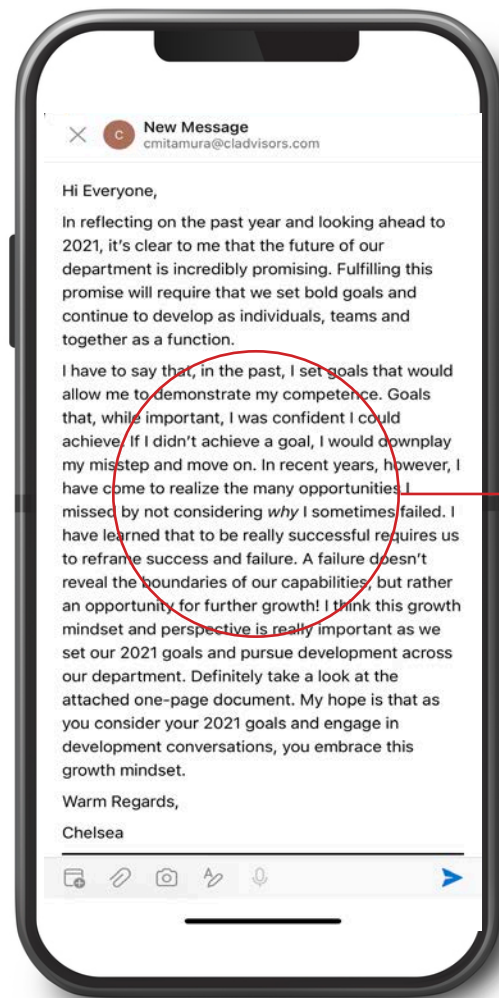 C
New Message
cmitamura@cladvisors.com
Hi Everyone,
In reflecting on the past year and looking ahead to
2021, it's clear to me that the future of our
department is incredibly promising. Fulfilling this
promise will require that we set bold goals and
continue to develop as individuals, teams and
together as a function.
I have to say that, in the past, I set goals that would
allow me to demonstrate my competence. Goals
that, while important, I was confident I could
achieve. If I didn't achieve a goal, I would downplay
my misstep and move on. In recent years, however, I
have come to realize the many opportunities I
missed by not considering why I sometimes failed. I
have learned that to be really successful requires us
to reframe success and failure. A failure doesn't
reveal the boundaries of our capabilities, but rather
an opportunity for further growth! I think this growth
mindset and perspective is really important as we
set our 2021 goals and pursue development across
our department. Definitely take a look at the
attached one-page document. My hope is that as
you consider your 2021 goals and engage in
development conversations, you embrace this
growth mindset.
Warm Regards,
Chelsea